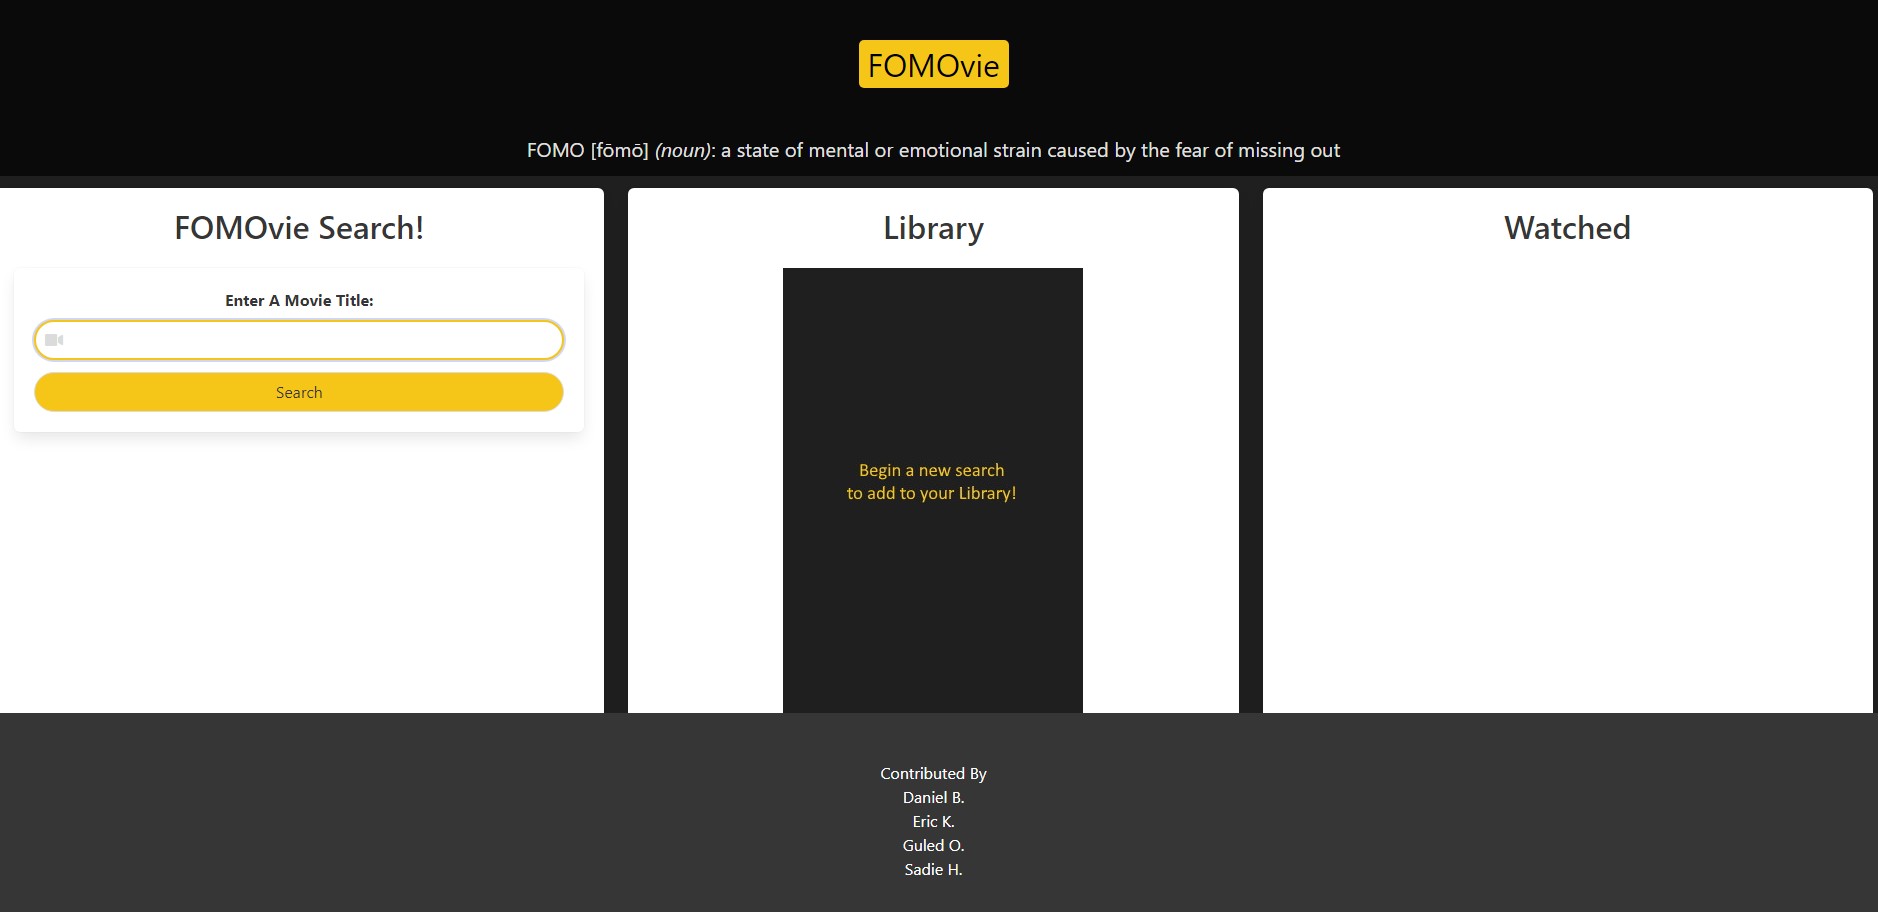 FOMOvie
FOMO [fōmō] (noun): a state of mental or emotional strain caused by the fear of missing out
FOMOvie Search!
Enter A Movie Title:
Search
Library
Begin a new search
to add to your Library!
Watched
Contributed By
Daniel B.
Eric K.
Guled O.
Sadie H.